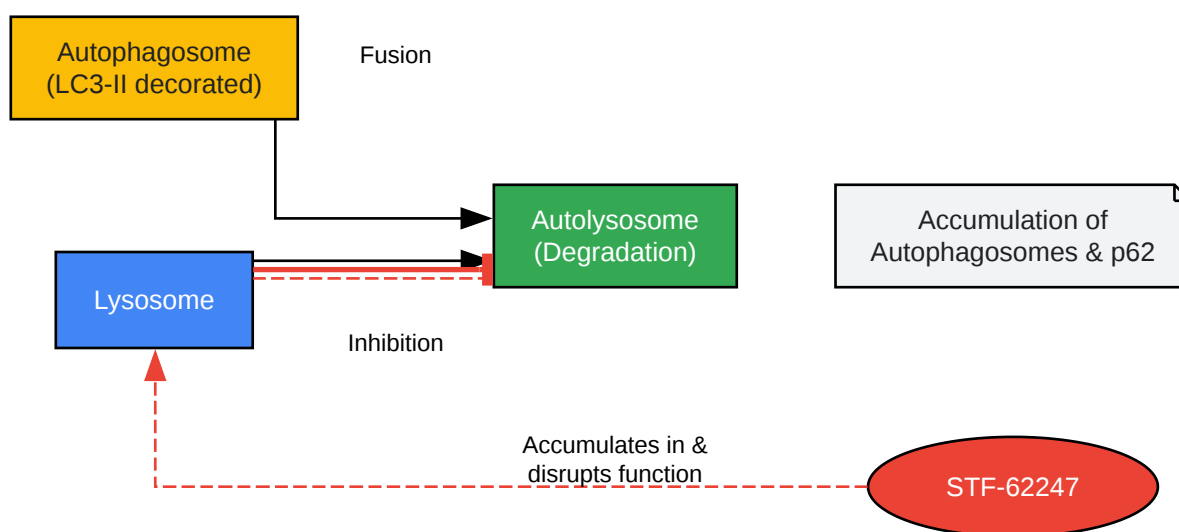 Autophagosome
(LC3-II decorated)
Fusion
Autolysosome
(Degradation)
Accumulation of
Autophagosomes & p62
Lysosome
Inhibition
Accumulates in &
disrupts function
STF-62247